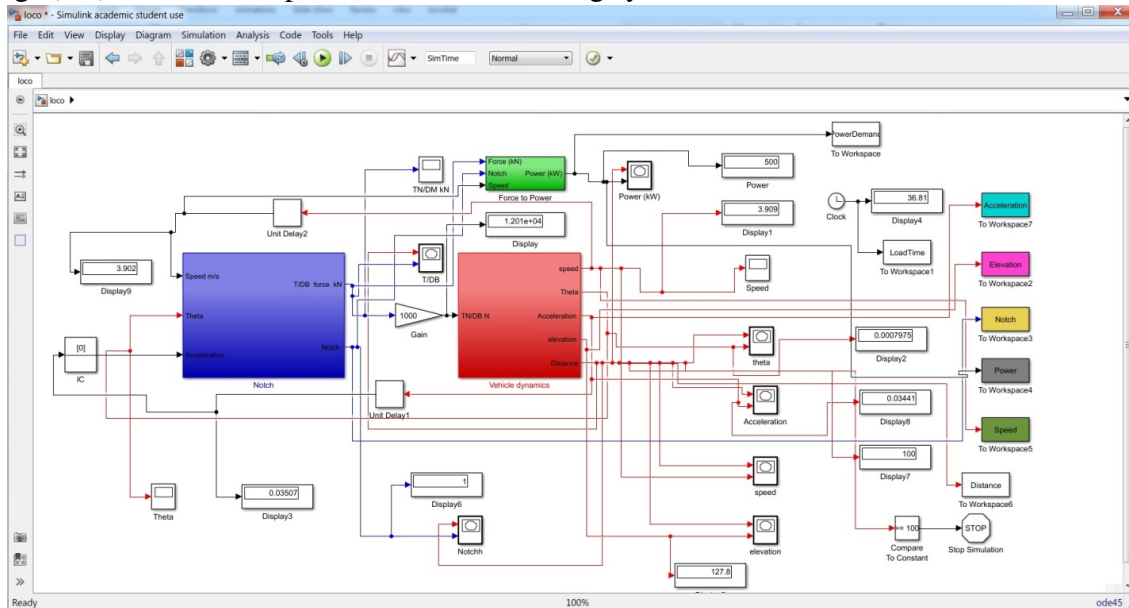 loco * - Simulink academic student use
File Edit View Display Diagram Simulation Analysis Code Tools Help
SimTime Normal
loco
loco
PowerDemand
To Workspace
Force (kN)
Notch
Speed
Power (kW)
Force to Power
TN/DM kN
Power (kW)
500
Power
Clock
36.81
Display4
Acceleration
To Workspace7
Unit Delay2
1.201e+04
Display
3.909
Display1
LoadTime
To Workspace1
3.902
Display9
T/DB
Speed
Elevation
To Workspace2
Speed m/s
Theta
Acceleration
T/DB force kN
Notch
Notch
1000
Gain
TN/DB N
speed
Theta
Acceleration
elevation
Distance
Vehicle dynamics
[0]
IC
theta
0.0007975
Display2
Notch
To Workspace3
Power
To Workspace4
Unit Delay1
Acceleration
0.03441
Display8
Speed
To Workspace5
100
Display7
Theta
0.03507
Display3
1
Display6
speed
Distance
To Workspace6
Notchh
elevation
>= 100
Compare
To Constant
STOP
Stop Simulation
127.8
Ready 100% ode45